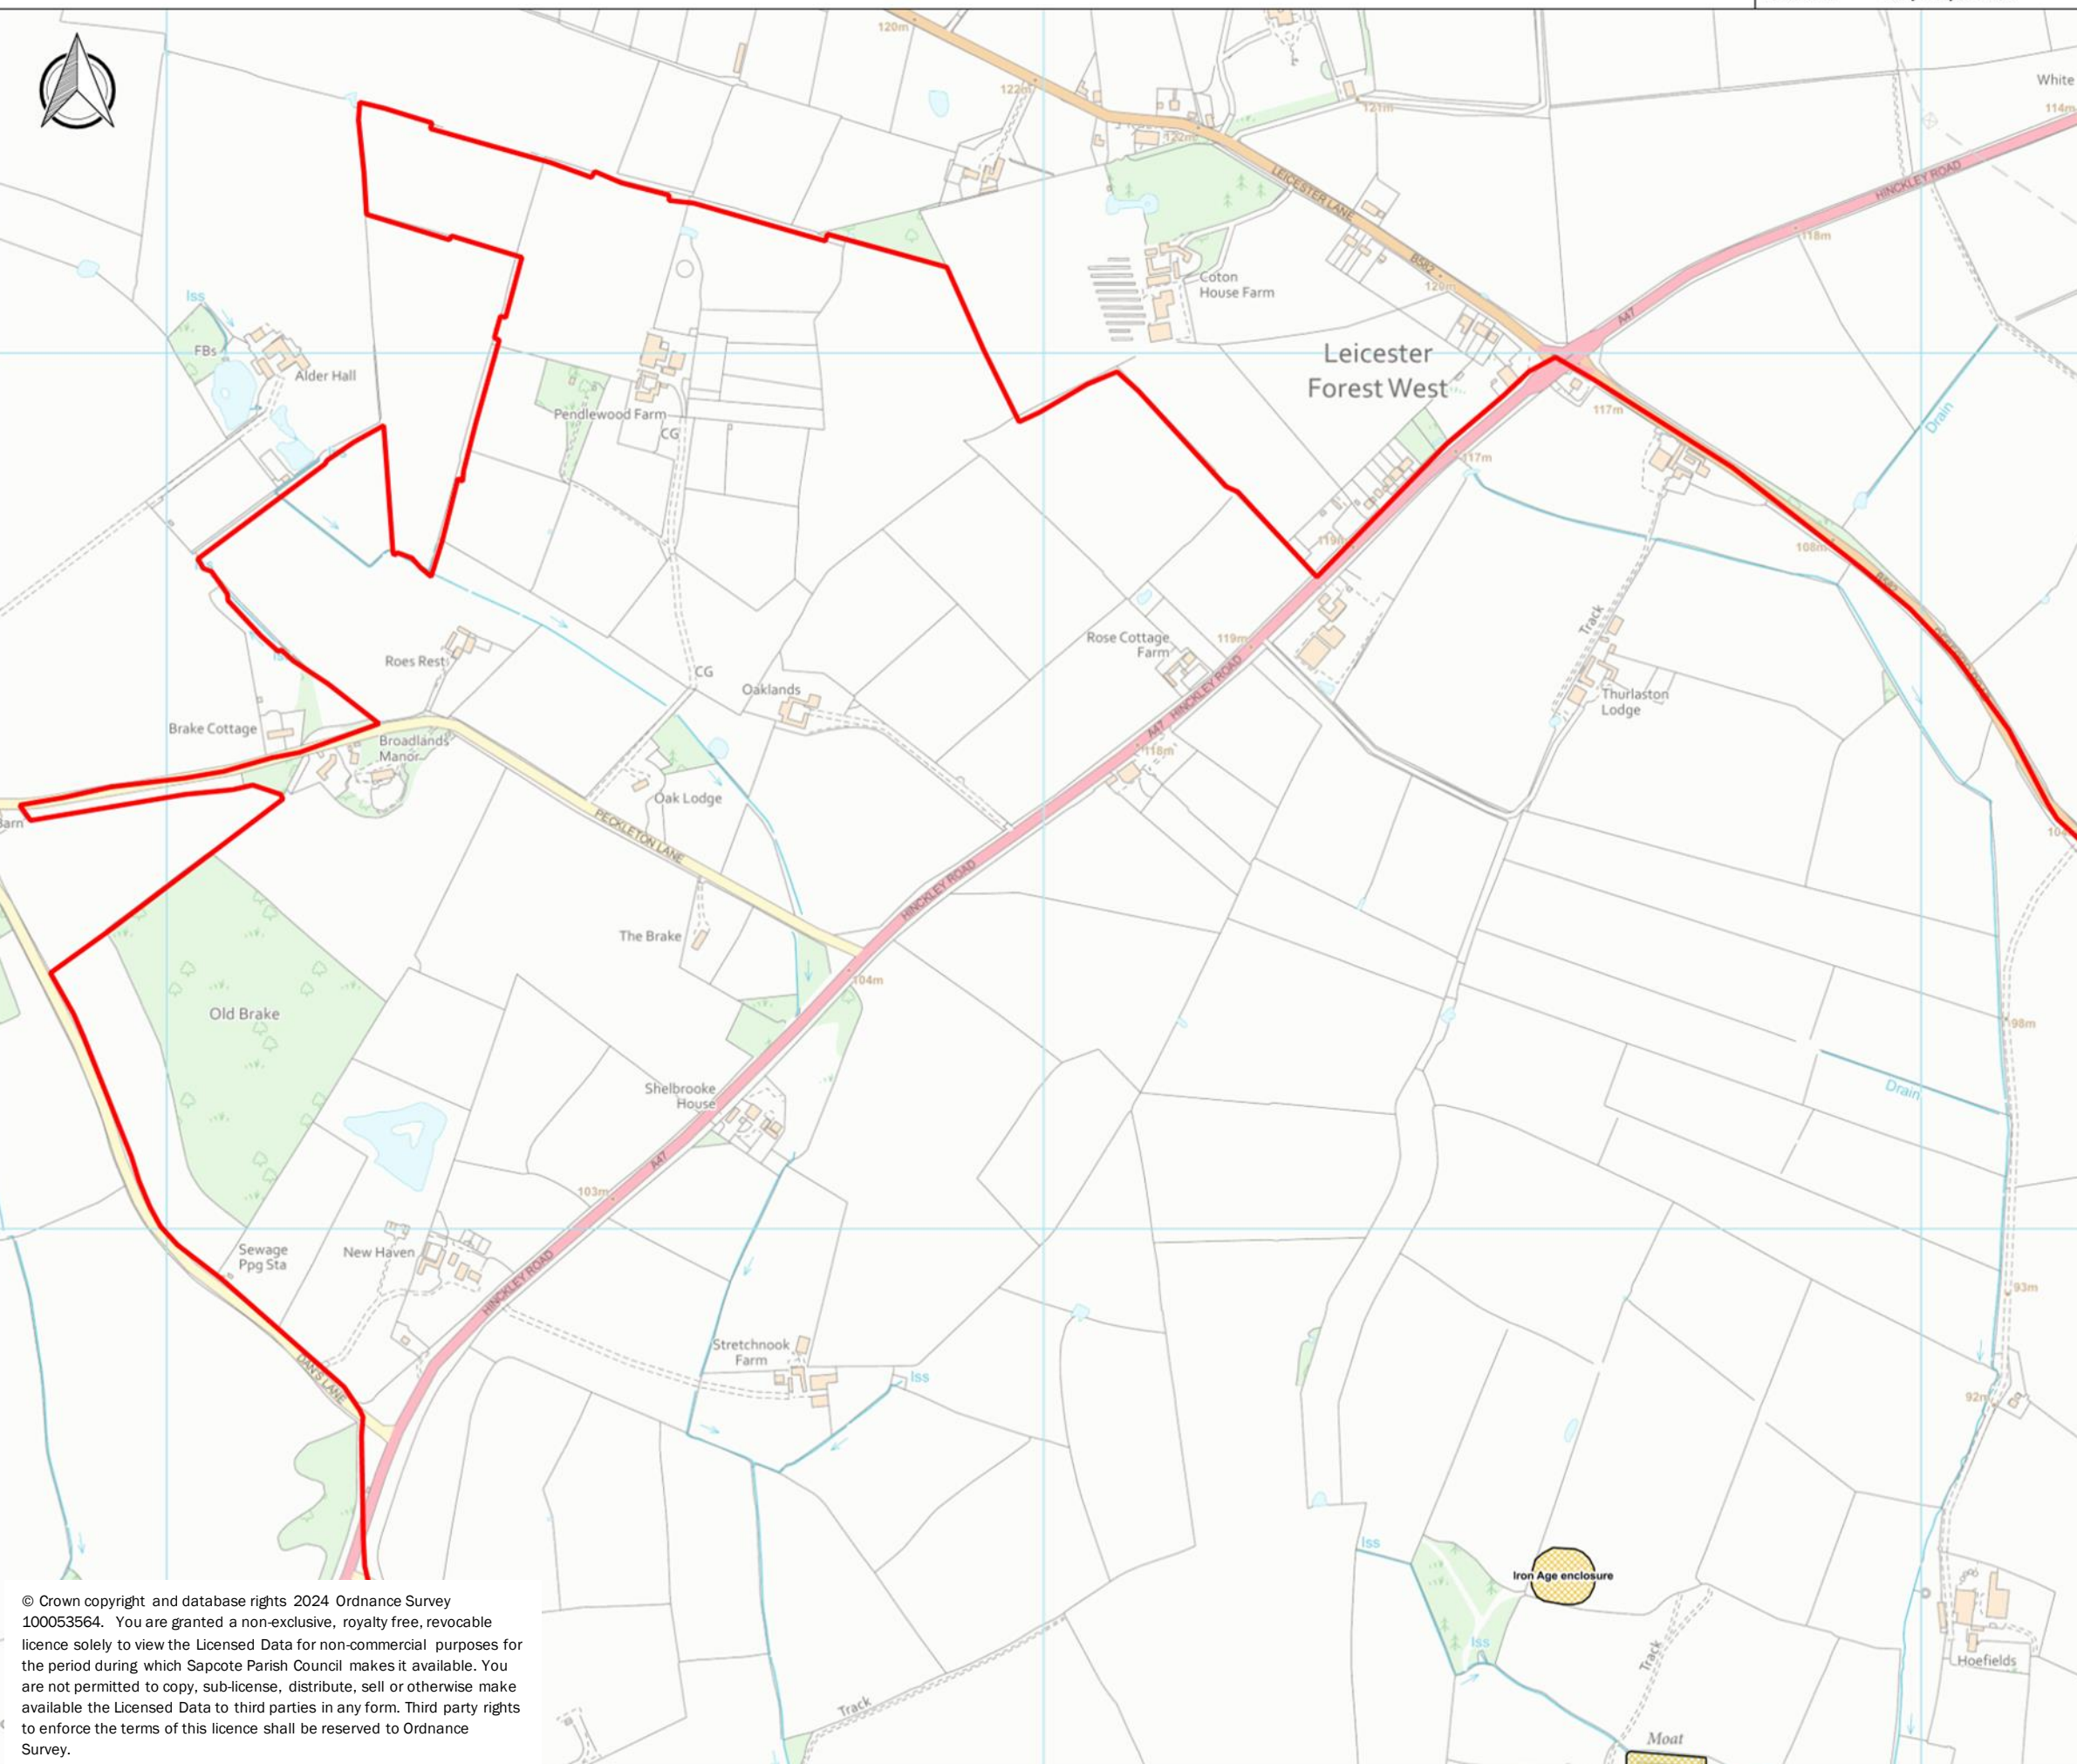 120m
122m
122m
121m
White
114m
HINCKLEY ROAD
118m
LEICESTER LANE
B582
120m
A47
Coton
House Farm
Leicester
Forest West
Iss
FBs
Alder Hall
Pendlewood Farm
CG
117m
117m
Drain
119m
108m
B582
Track
Rose Cottage
Farm
119m
A47 HINCKLEY ROAD
118m
Thurlaston
Lodge
Roes Rest
CG
Oaklands
Brake Cottage
Broadlands
Manor
Oak Lodge
PECKLETON LANE
Barn
HINCKLEY ROAD
The Brake
104m
Old Brake
98m
Drain
Shelbrooke
House
A47
103m
Sewage
Ppg Sta
New Haven
HINCKLEY ROAD
93m
Stretchnook
Farm
Iss
DAN'S LANE
92m
Iss
Iron Age enclosure
Iss
Track
Hoefields
Track
Moat
© Crown copyright and database rights 2024 Ordnance Survey
100053564. You are granted a non-exclusive, royalty free, revocable
licence solely to view the Licensed Data for non-commercial purposes for
the period during which Sapcote Parish Council makes it available. You
are not permitted to copy, sub-license, distribute, sell or otherwise make
available the Licensed Data to third parties in any form. Third party rights
to enforce the terms of this licence shall be reserved to Ordnance
Survey.